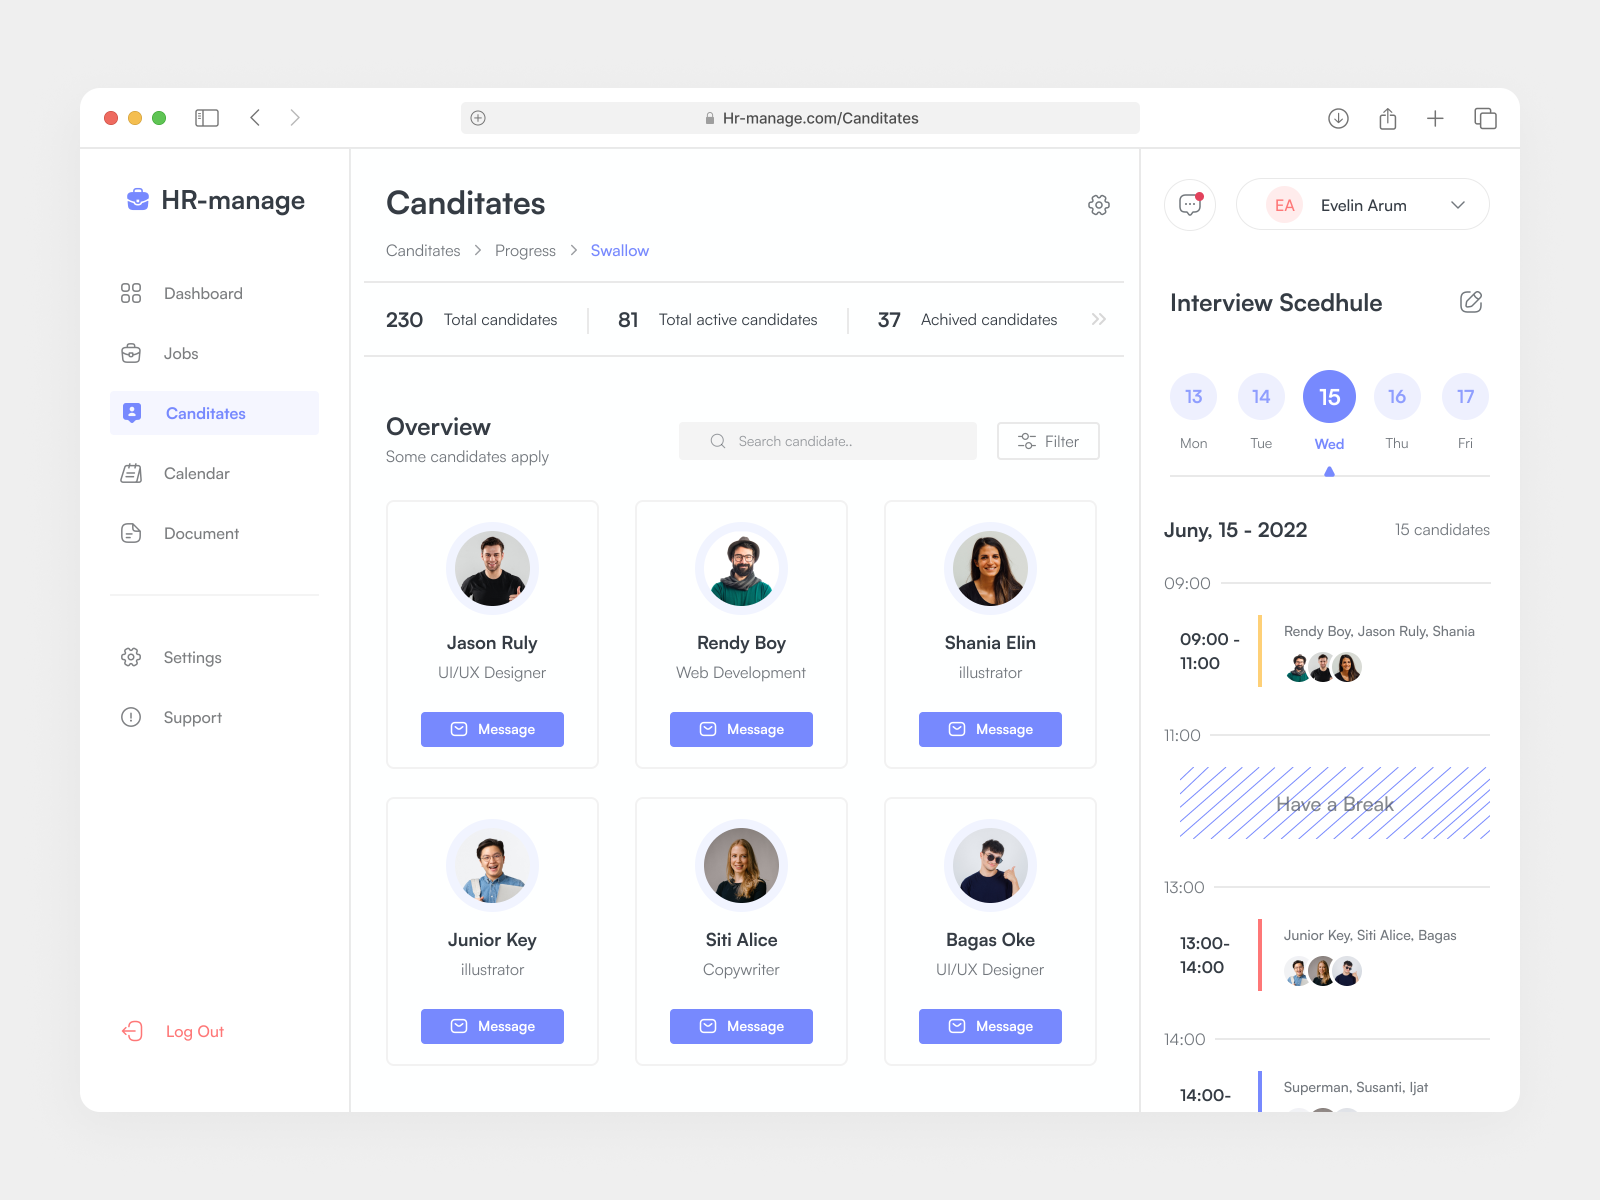 Hr-manage.com/Canditates
HR-manage
Dashboard
Jobs
Canditates
Calendar
Document
Settings
Support
Log Out
Canditates
Canditates > Progress > Swallow
230 Total candidates
81 Total active candidates
37 Achived candidates
Overview
Some candidates apply
Search candidate..
Filter
Jason Ruly
UI/UX Designer
Message
Rendy Boy
Web Development
Message
Shania Elin
illustrator
Message
Junior Key
illustrator
Message
Siti Alice
Copywriter
Message
Bagas Oke
UI/UX Designer
Message
EA
Evelin Arum
Interview Scedhule
13 14 15 16 17
Mon Tue Wed Thu Fri
Juny, 15 - 2022
15 candidates
09:00
09:00 -
11:00
Rendy Boy, Jason Ruly, Shania
11:00
Have a Break
13:00
13:00-
14:00
Junior Key, Siti Alice, Bagas
14:00
14:00-
Superman, Susanti, Ijat